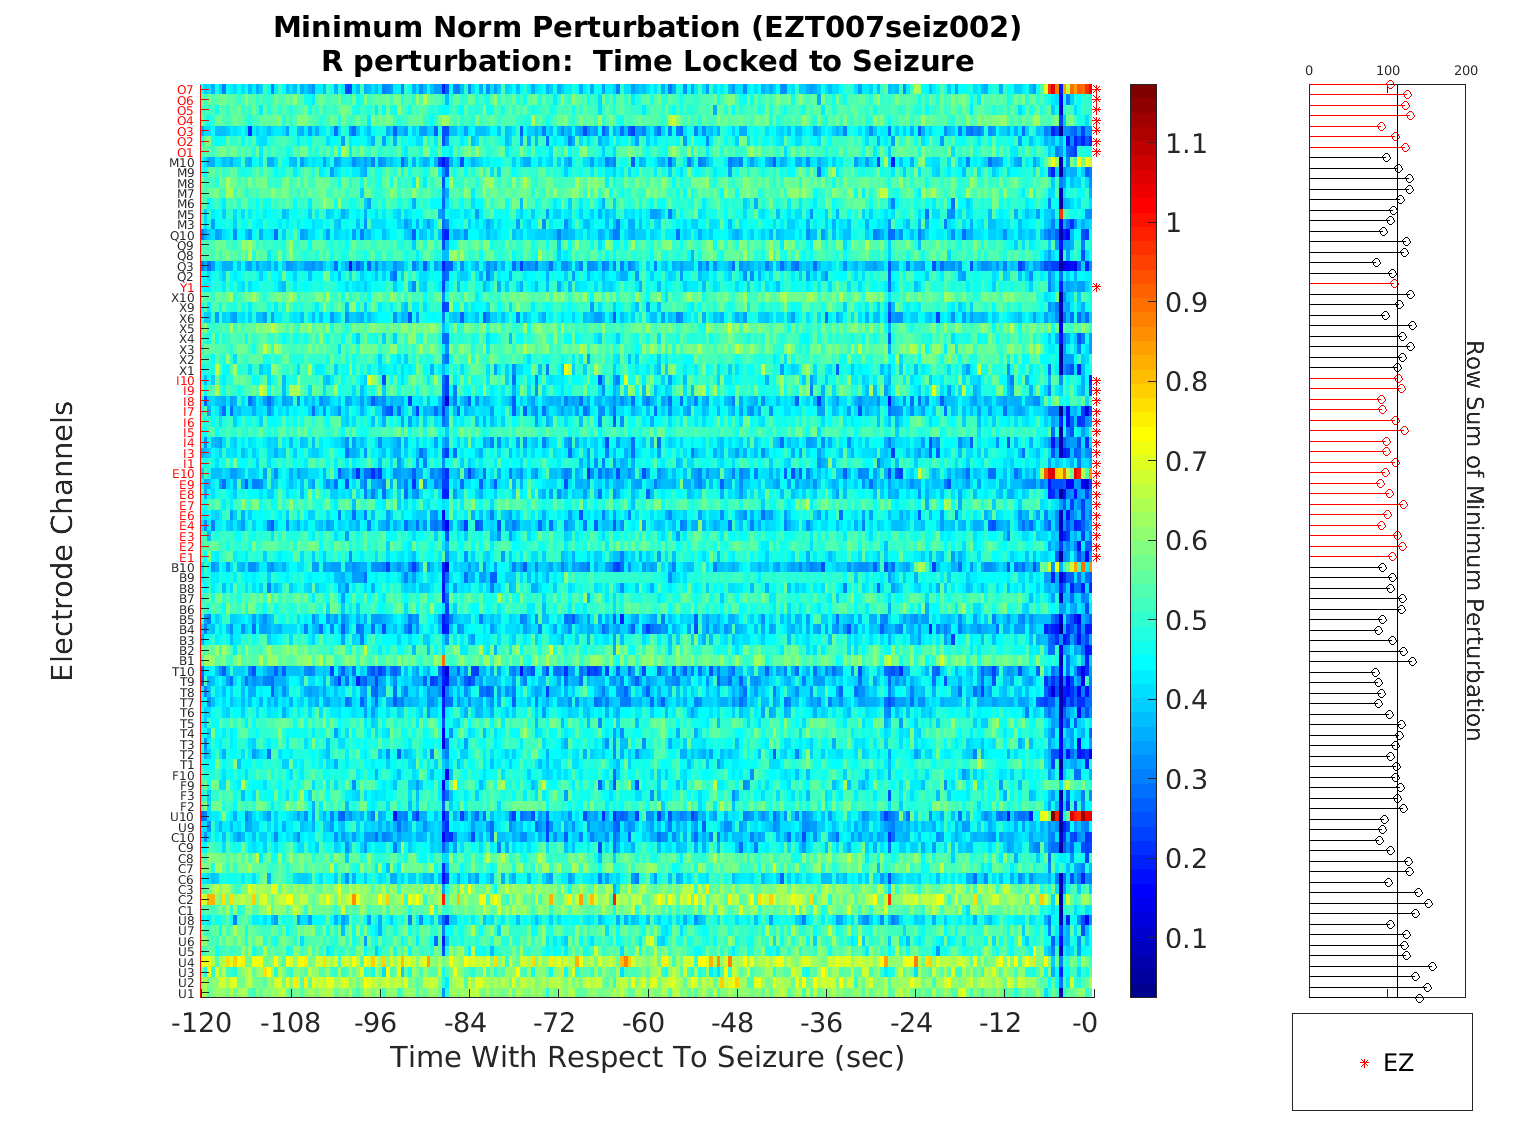 Minimum Norm Perturbation (EZT007seiz002)
R perturbation:  Time Locked to Seizure
Electrode Channels
O7
O6
O5
O4
O3
O2
O1
M10
M9
M8
M7
M6
M5
M3
Q10
Q9
Q8
Q3
Q2
Y1
X10
X9
X6
X5
X4
X3
X2
X1
I10
I9
I8
I7
I6
I5
I4
I3
I1
E10
E9
E8
E7
E6
E4
E3
E2
E1
B10
B9
B8
B7
B6
B5
B4
B3
B2
B1
T10
T9
T8
T7
T6
T5
T4
T3
T2
T1
F10
F9
F3
F2
U10
U9
C10
C9
C8
C7
C6
C3
C2
C1
U8
U7
U6
U5
U4
U3
U2
U1
-120 -108 -96 -84 -72 -60 -48 -36 -24 -12 -0
Time With Respect To Seizure (sec)
1.1
1
0.9
0.8
0.7
0.6
0.5
0.4
0.3
0.2
0.1
0 100 200
Row Sum of Minimum Perturbation
EZ